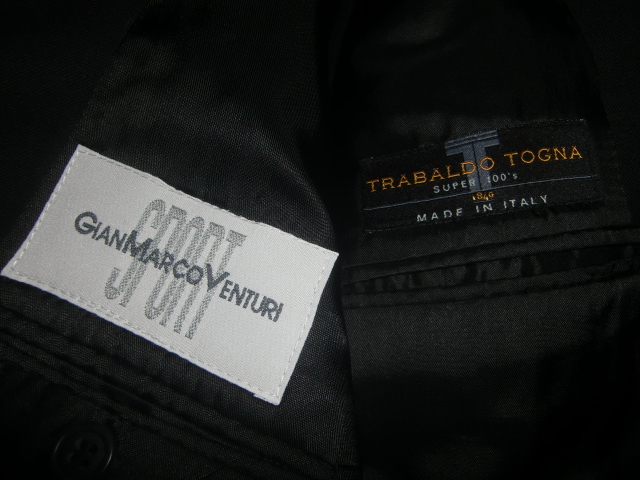 SPORT
GIANMARCOVENTURI
TRABALDO TOGNA
SUPER 100's
1840
MADE IN ITALY